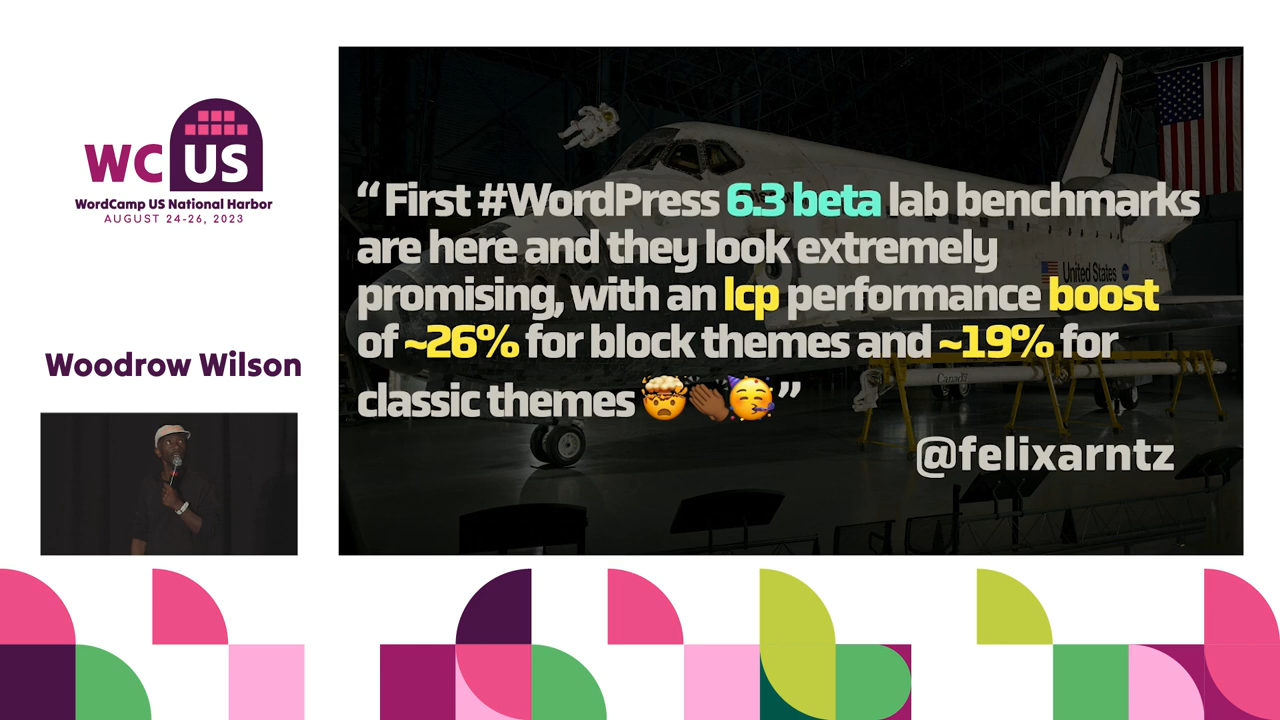 WC US
WordCamp US National Harbor
AUGUST 24-26, 2023
Woodrow Wilson
“First #WordPress 6.3 beta lab benchmarks
are here and they look extremely
promising, with an lcp performance boost
of ~26% for block themes and ~19% for
classic themes 🤯👏🏾🥳”
@felixarntz
United States
Canada